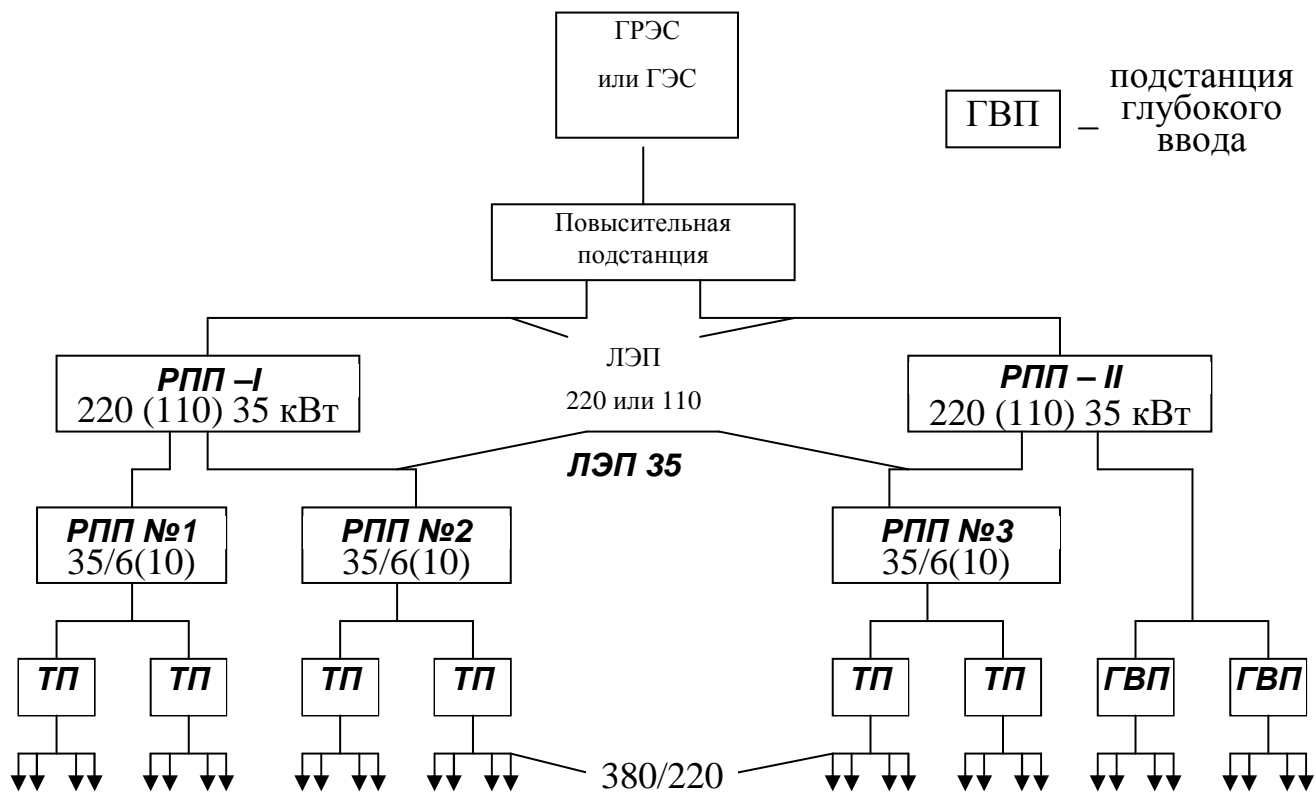 ГРЭС
или ГЭС
ГВП
–
подстанция
глубокого
ввода
Повысительная
подстанция
РПП –I
220 (110) 35 кВт
ЛЭП
220 или 110
РПП – II
220 (110) 35 кВт
ЛЭП 35
РПП №1
35/6(10)
РПП №2
35/6(10)
РПП №3
35/6(10)
ТП
ТП
ТП
ТП
ТП
ТП
ГВП
ГВП
380/220